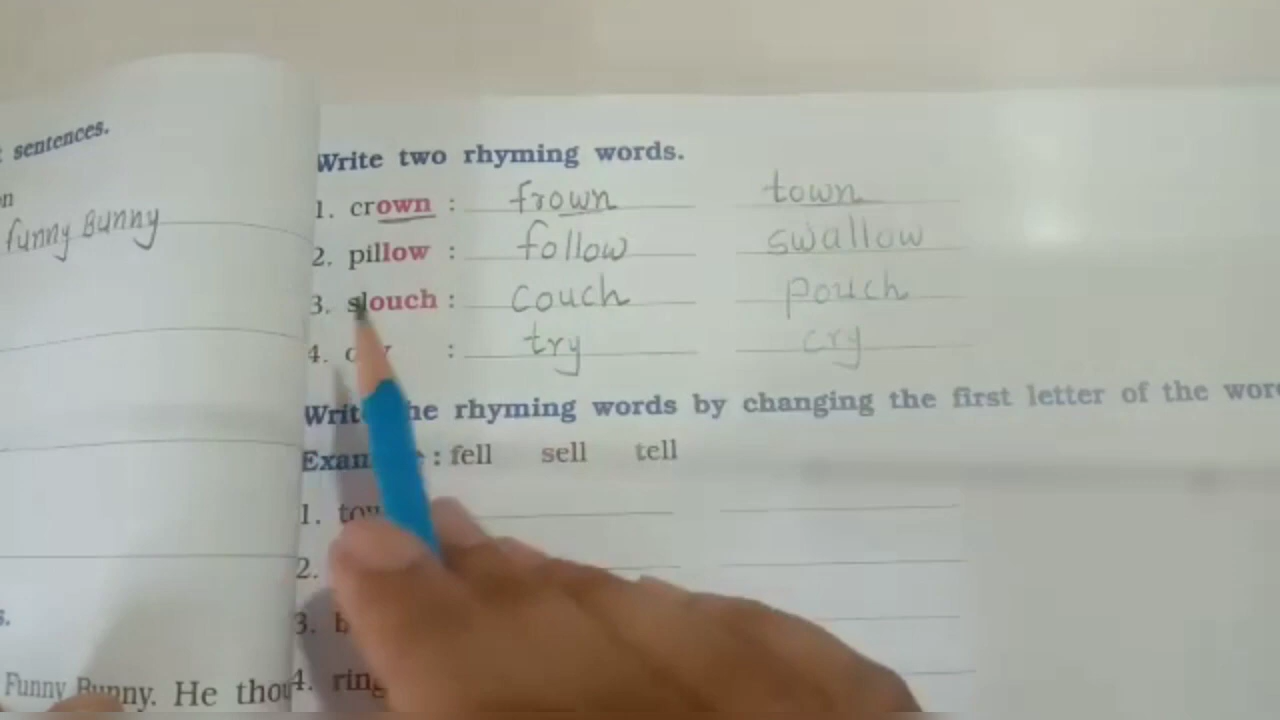 sentences.
funny Bunny
Funny Bunny. He
Write two rhyming words.
1. crown : frown town
2. pillow : follow swallow
3. slouch : couch pouch
4. : try cry
Write the rhyming words by changing the first letter of the
Example : fell sell tell
1.
2.
3.
4. ring